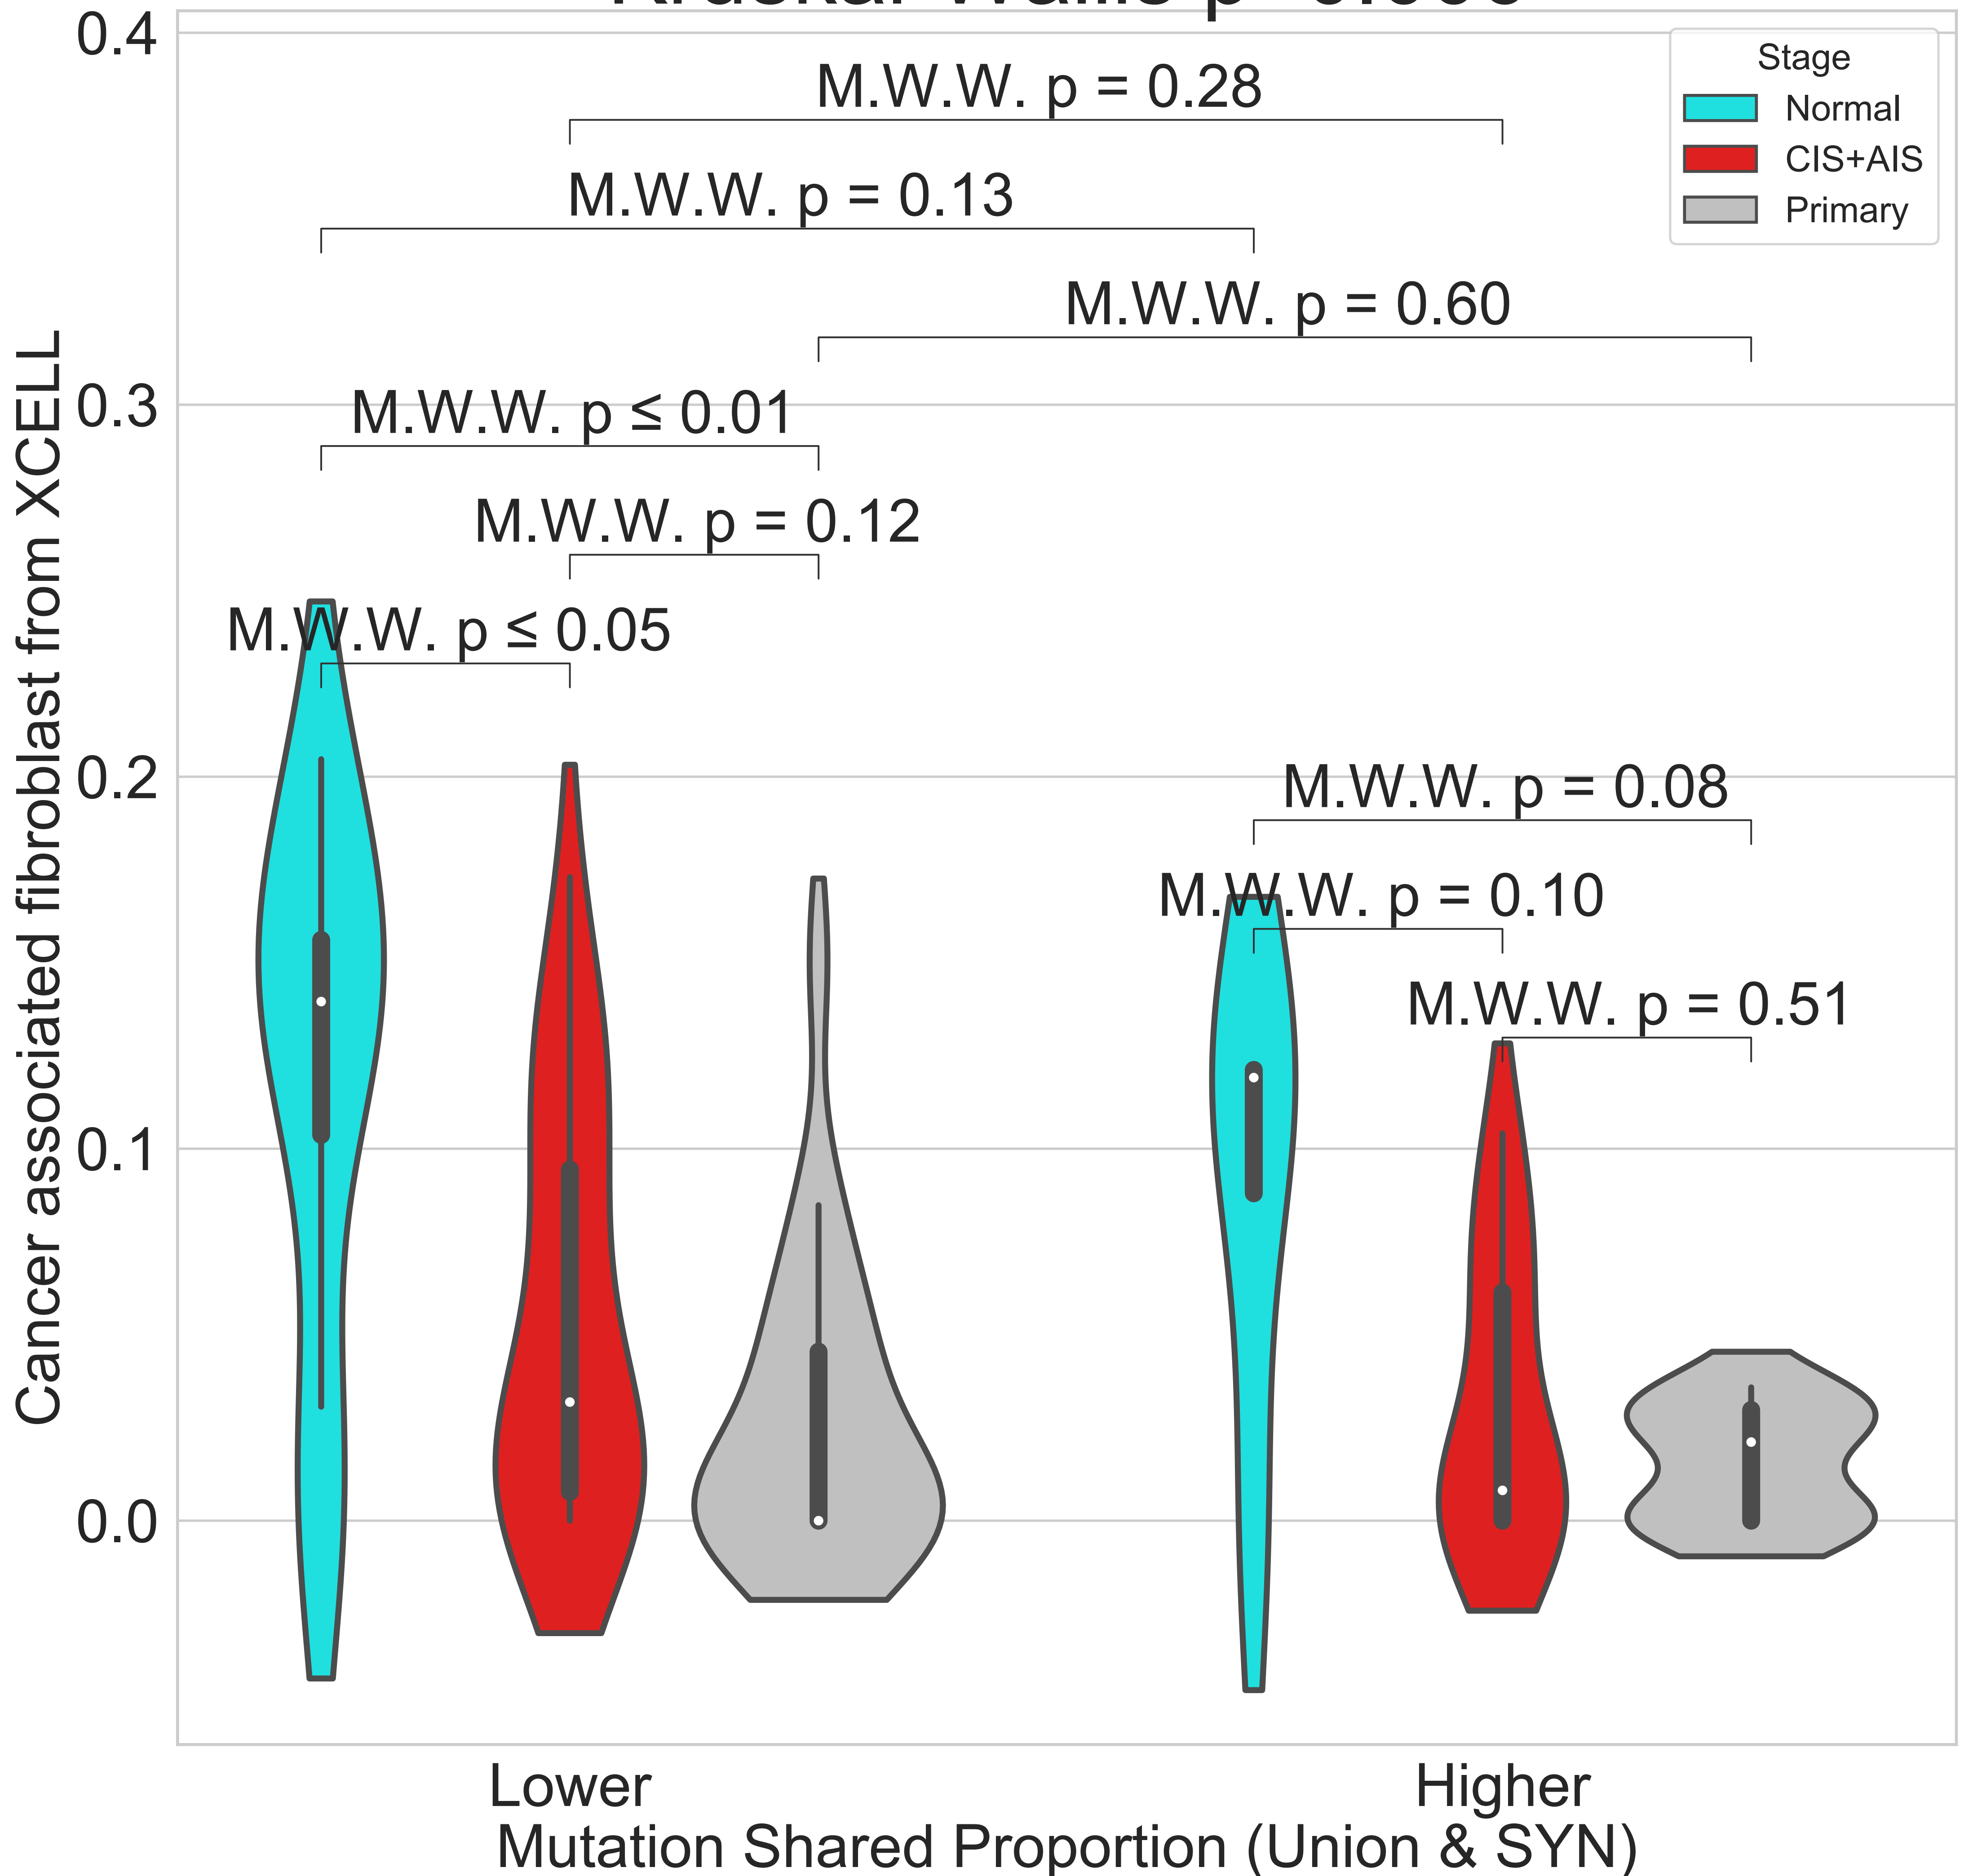 0.4
M.W.W. p = 0.28
Stage
Normal
CIS+AIS
Primary
M.W.W. p = 0.13
M.W.W. p = 0.60
0.3
M.W.W. p ≤ 0.01
M.W.W. p = 0.12
M.W.W. p ≤ 0.05
0.2
M.W.W. p = 0.08
M.W.W. p = 0.10
M.W.W. p = 0.51
0.1
0.0
Cancer associated fibroblast from XCELL
Lower
Higher
Mutation Shared Proportion (Union & SYN)